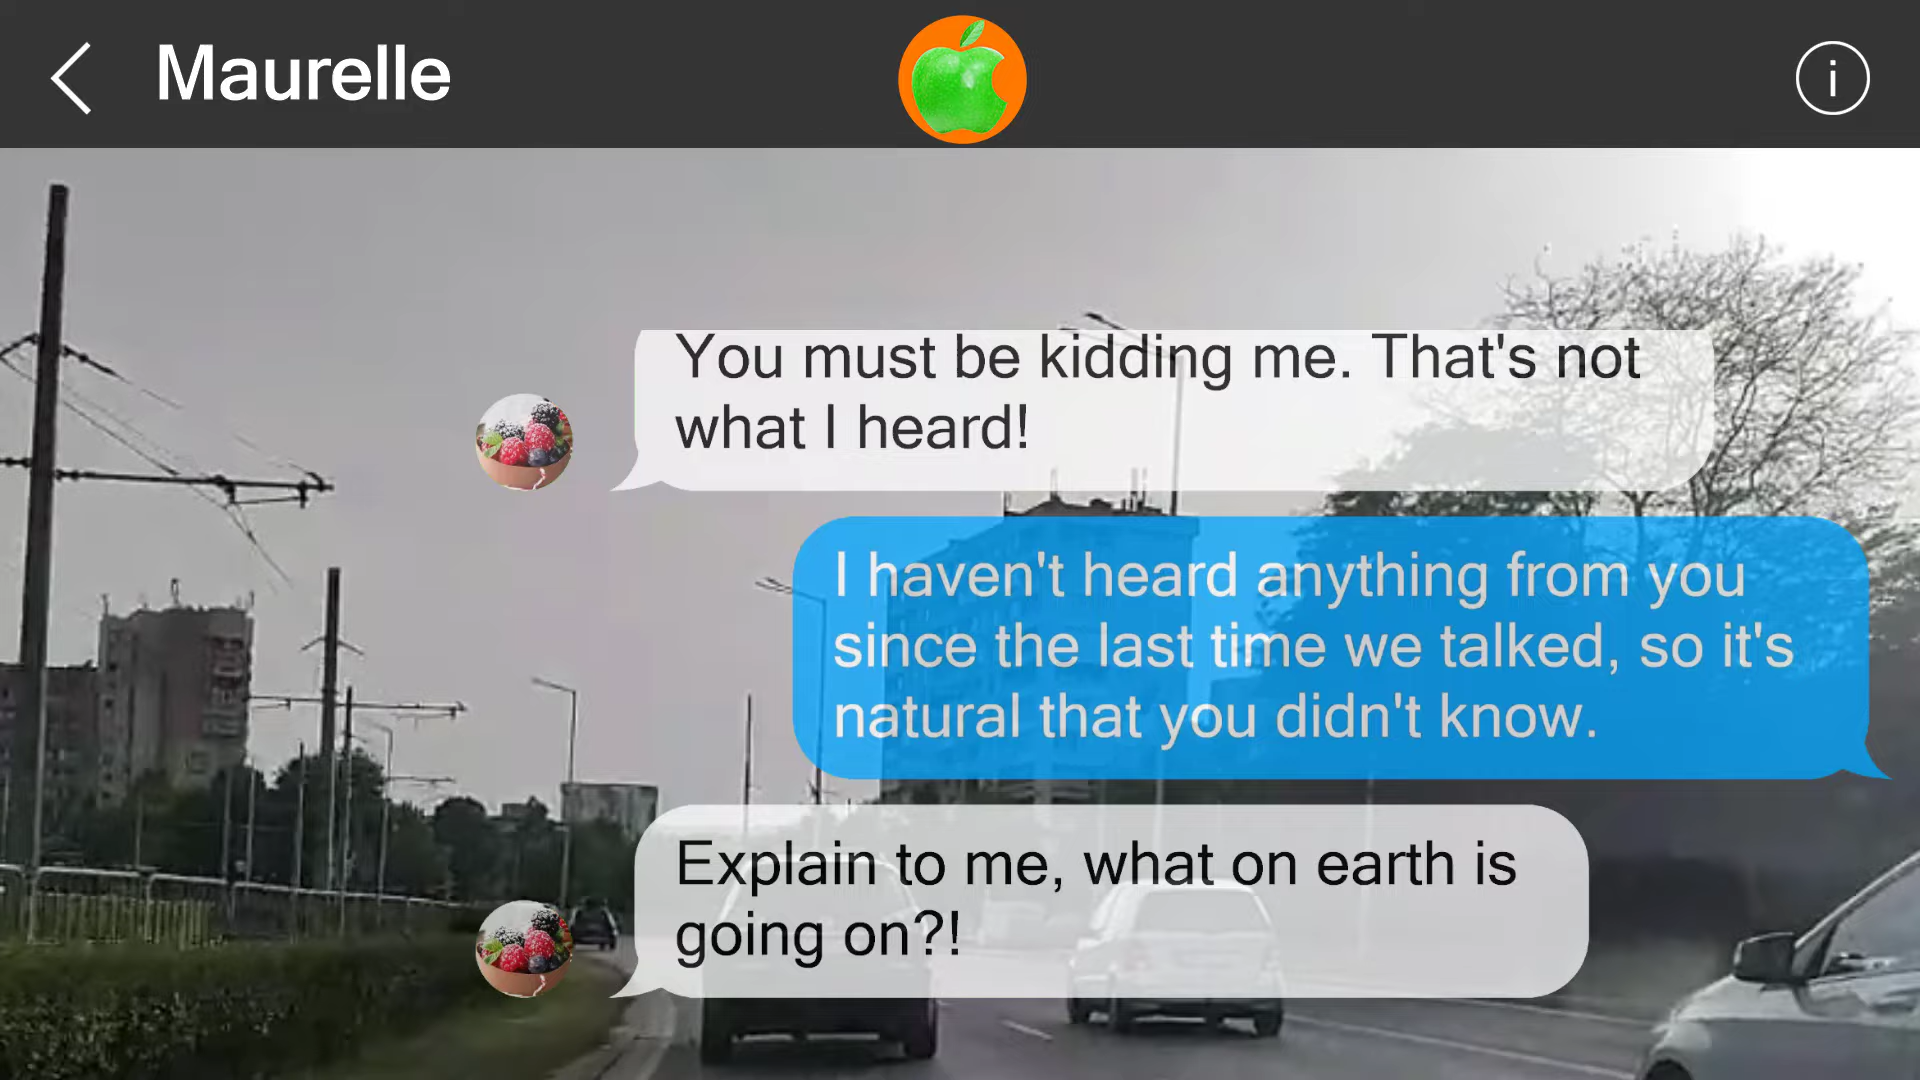 Maurelle
i
You must be kidding me. That's not
what I heard!
I haven't heard anything from you
since the last time we talked, so it's
natural that you didn't know.
Explain to me, what on earth is
going on?!